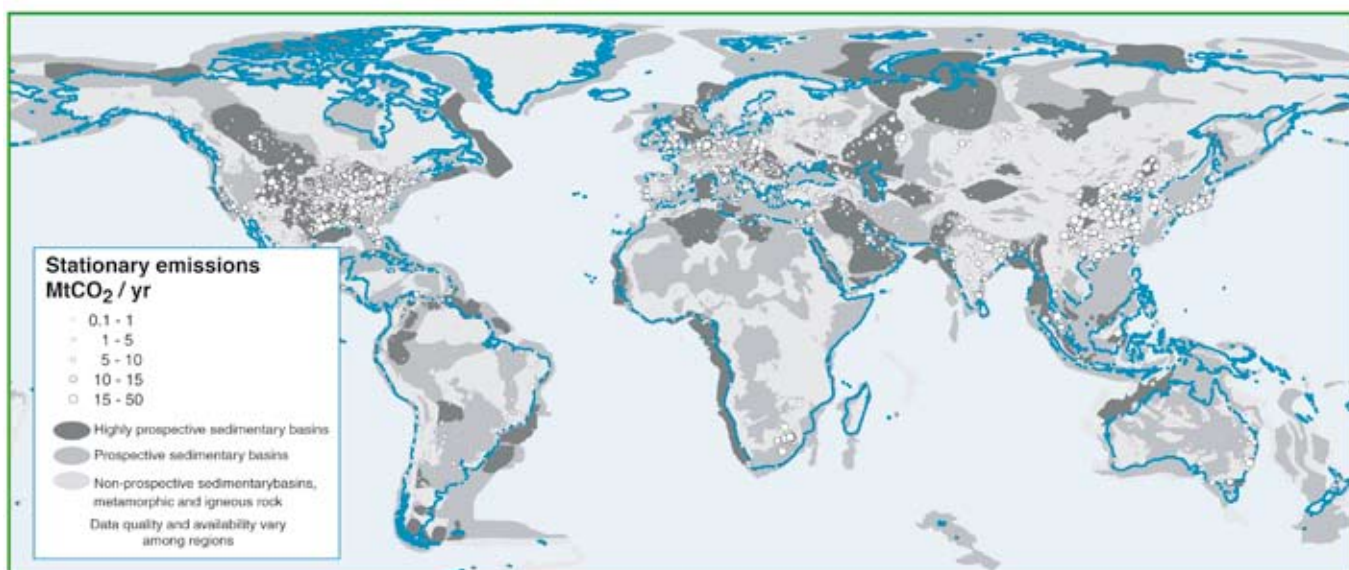 Stationary emissions
MtCO₂ / yr
0.1 - 1
1 - 5
5 - 10
10 - 15
15 - 50
Highly prospective sedimentary basins
Prospective sedimentary basins
Non-prospective sedimentarybasins,
metamorphic and igneous rock
Data quality and availability vary
among regions